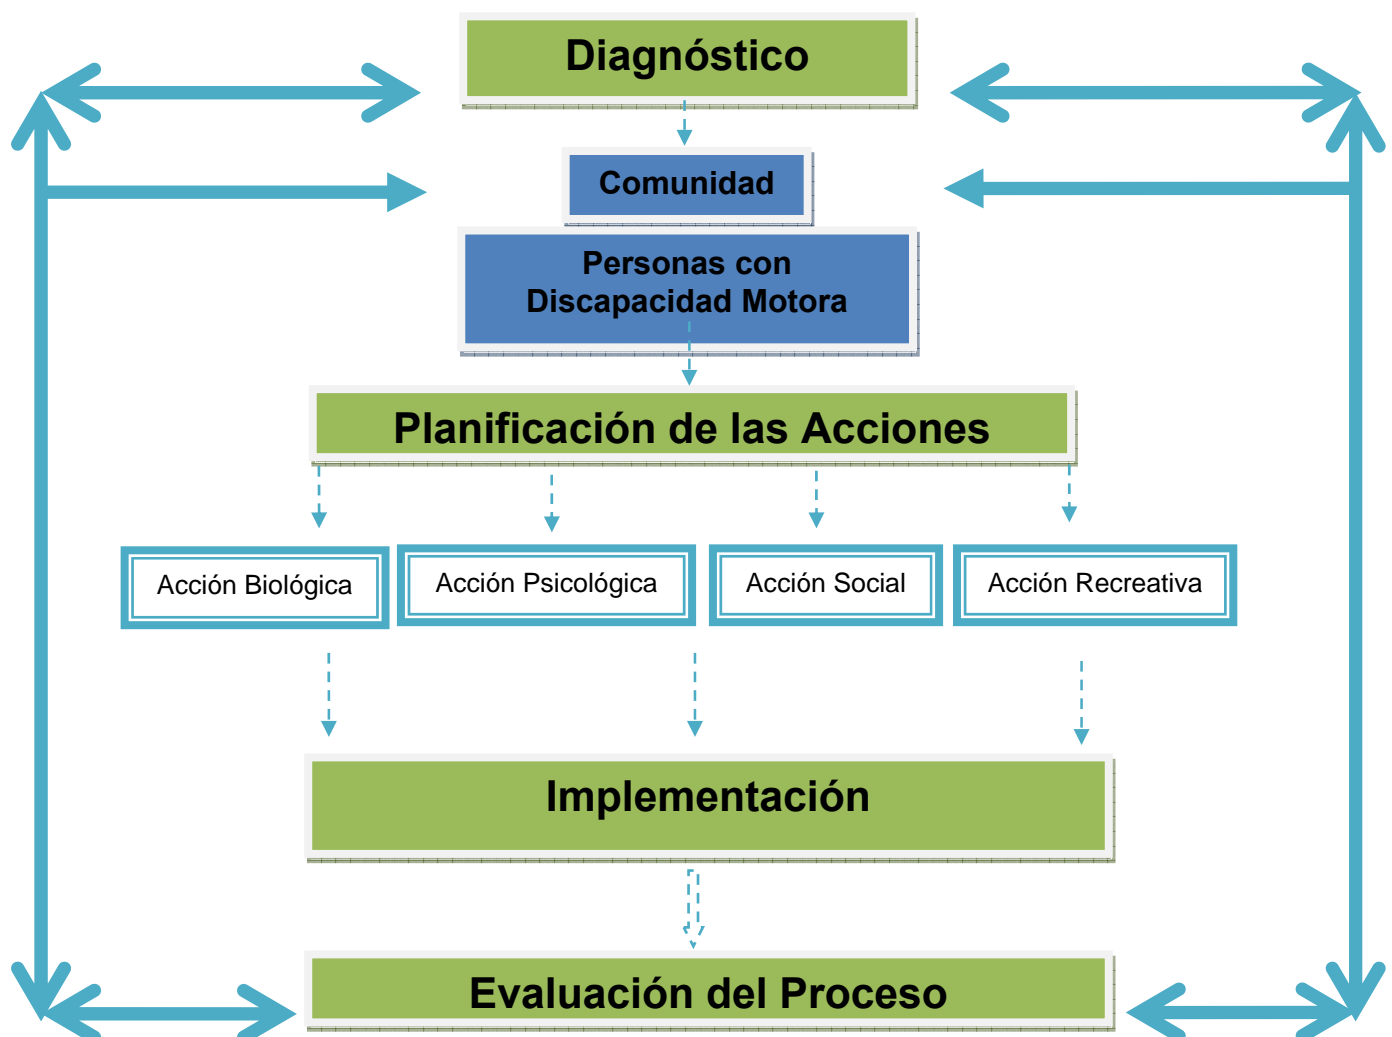 Diagnóstico
Comunidad
Personas con
Discapacidad Motora
Planificación de las Acciones
Acción Biológica
Acción Psicológica
Acción Social
Acción Recreativa
Implementación
Evaluación del Proceso